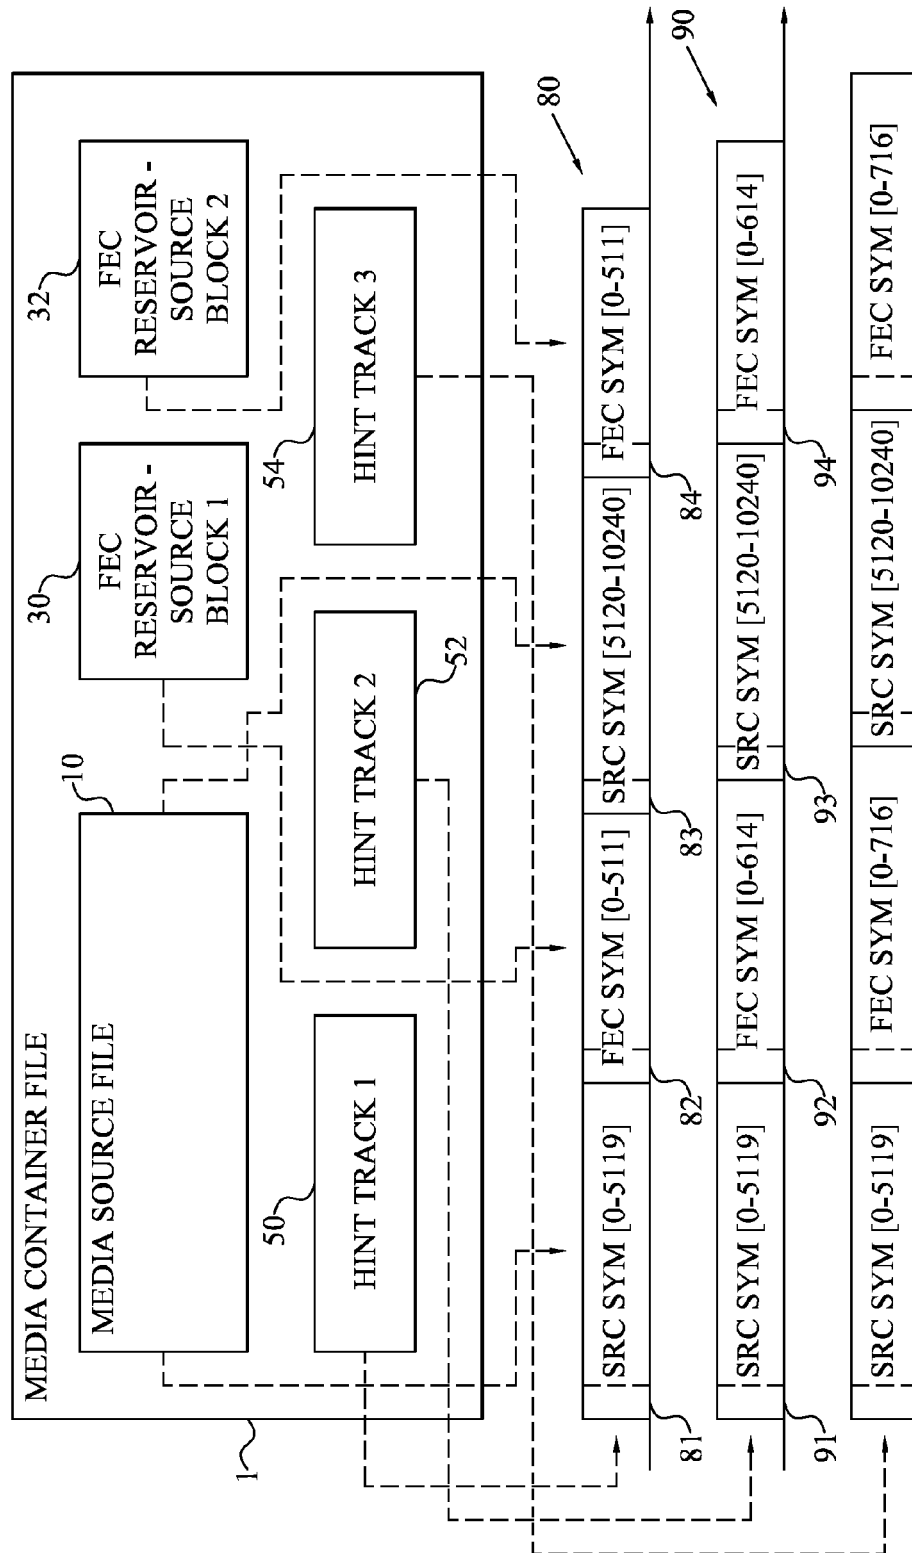 MEDIA CONTAINER FILE
1
MEDIA SOURCE FILE
10
FEC
RESERVOIR -
SOURCE
BLOCK 1
30
FEC
RESERVOIR -
SOURCE
BLOCK 2
32
HINT TRACK 1
50
HINT TRACK 2
52
HINT TRACK 3
54
80
SRC SYM [0-5119]
FEC SYM [0-511]
SRC SYM [5120-10240]
FEC SYM [0-511]
81
82
83
84
90
SRC SYM [0-5119]
FEC SYM [0-614]
SRC SYM [5120-10240]
FEC SYM [0-614]
91
92
93
94
SRC SYM [0-5119]
FEC SYM [0-716]
SRC SYM [5120-10240]
FEC SYM [0-716]